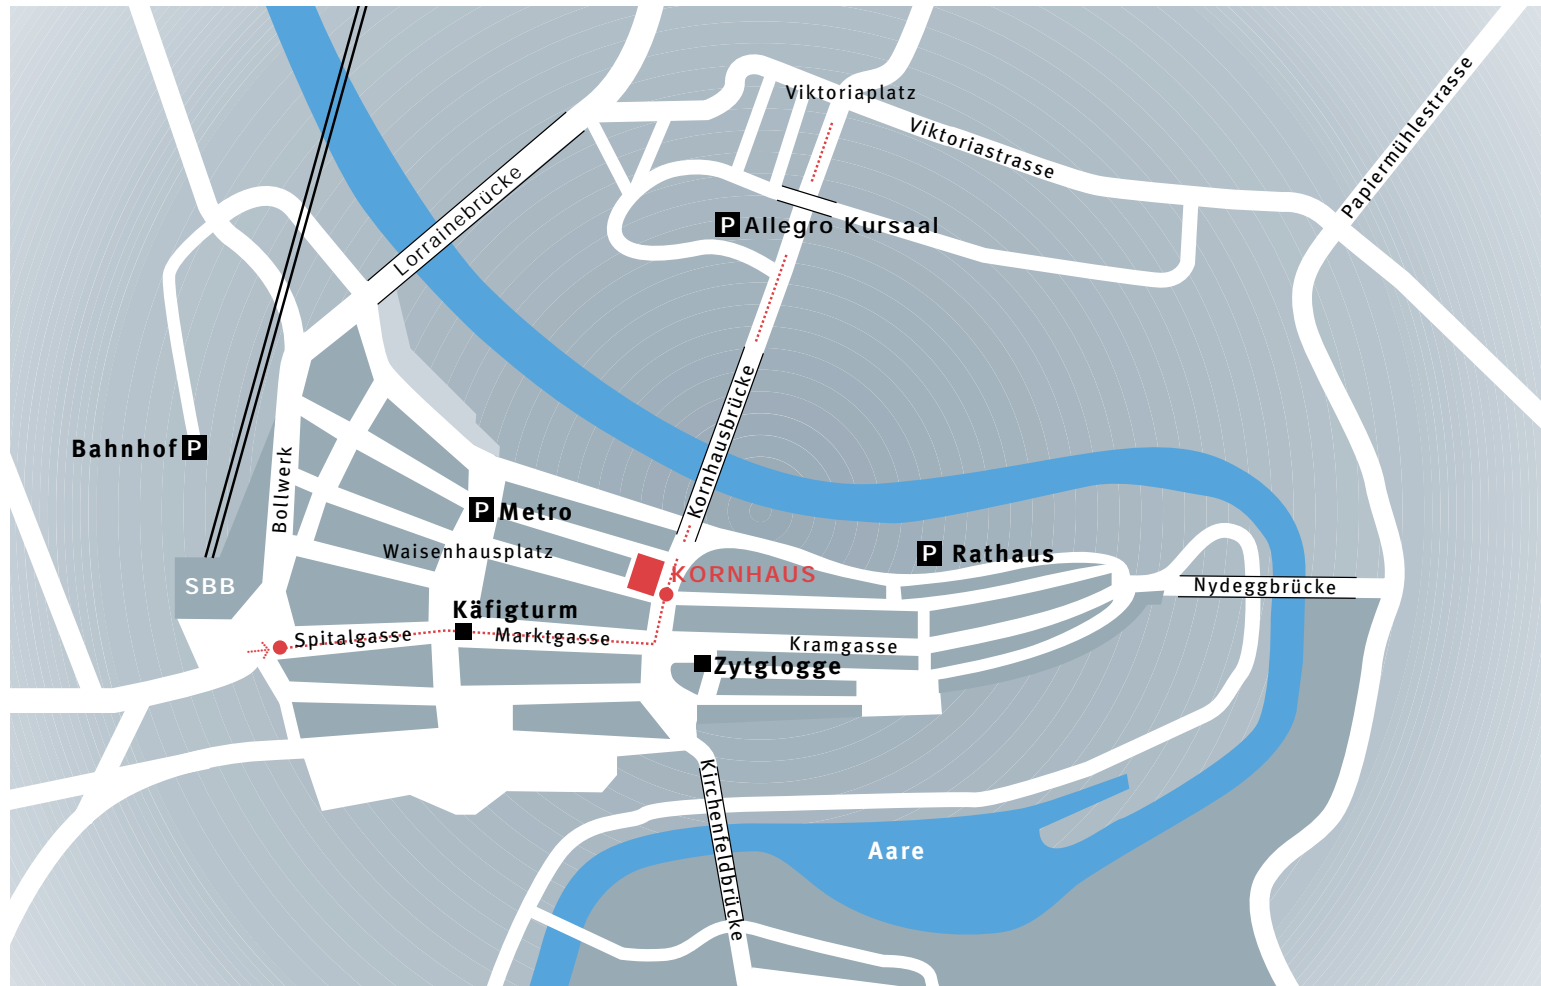 Viktoriaplatz
Viktoriastrasse
Papiermühlestrasse
Lorrainebrücke
P Allegro Kursaal
Kornhausbrücke
Bahnhof P
Bollwerk
P Metro
Waisenhausplatz
P Rathaus
KORNHAUS
SBB
Nydeggbrücke
Käfigturm
Spitalgasse
Marktgasse
Kramgasse
Zytglogge
Kirchenfeldbrücke
Aare